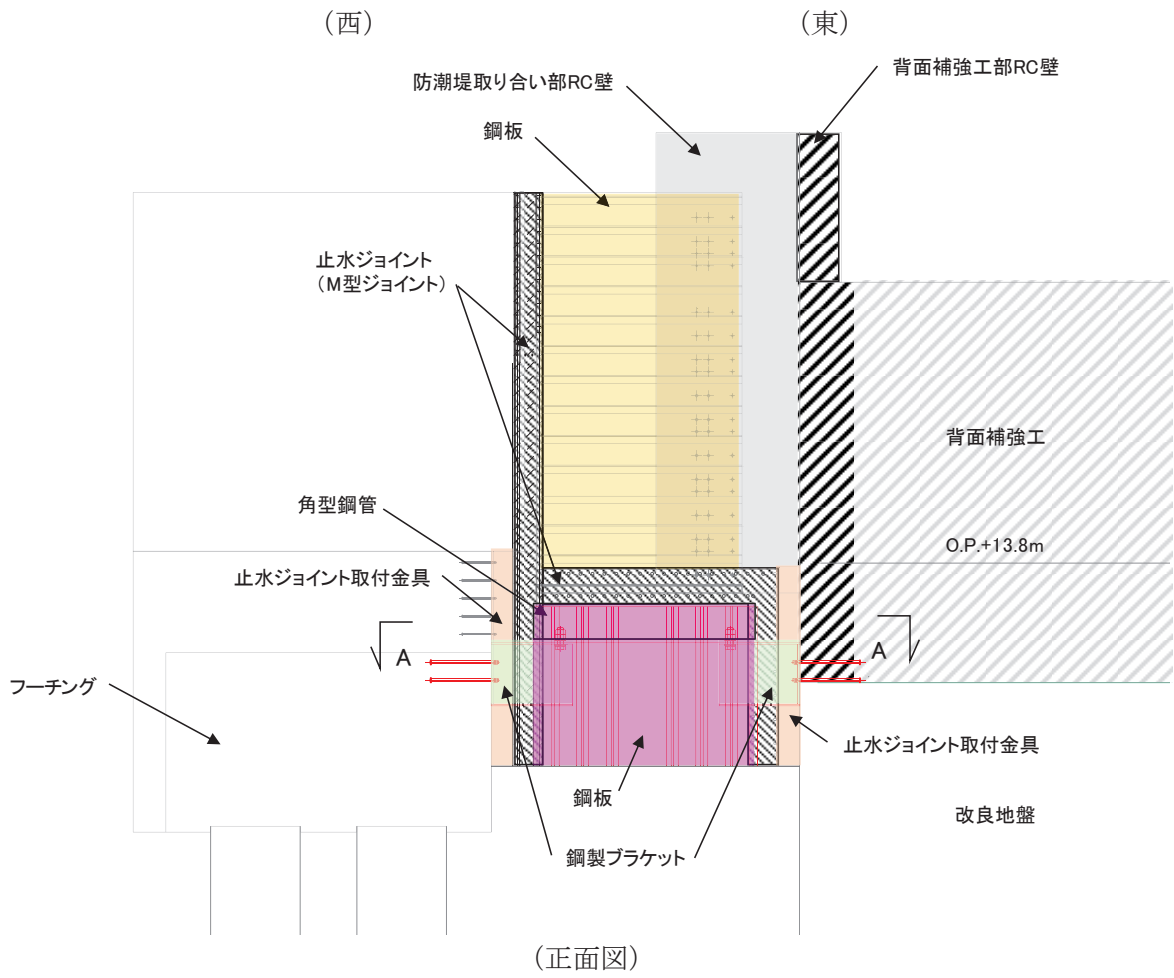 （西）
（東）
背面補強工部RC壁
防潮堤取り合い部RC壁
鋼板
止水ジョイント
（M型ジョイント）
背面補強工
角型鋼管
O.P.+13.8m
止水ジョイント取付金具
A
A
フーチング
止水ジョイント取付金具
鋼板
改良地盤
鋼製ブラケット
（正面図）